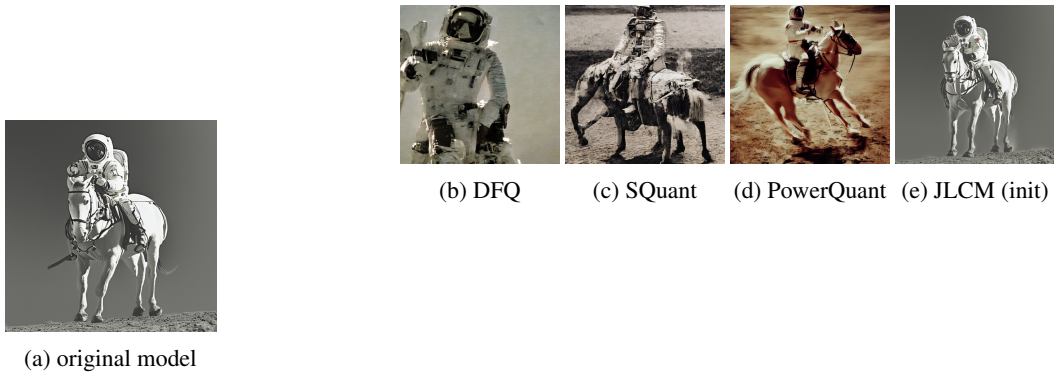 (b) DFQ
(c) SQuant
(d) PowerQuant
(e) JLCM (init)
(a) original model